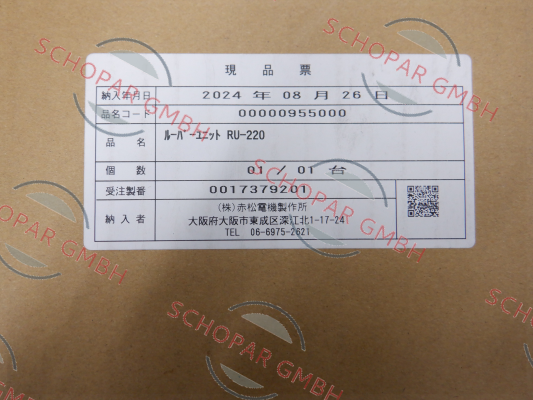 現品票
納入年月日 2024 年 08 月 26 日
品名コード 00000955000
品名 ルーバーユニット RU-220
個数 01 / 01 台
受注製番 0017379201
納入者 (株)赤松電機製作所
大阪府大阪市東成区深江北1-17-24
TEL 06-6975-2621
SCHOPAR GMBH
SCHOPAR GMBH
SCHOPAR GMBH
SCHOPAR GMBH
SCHOPAR GMBH
SCHOPAR GMBH